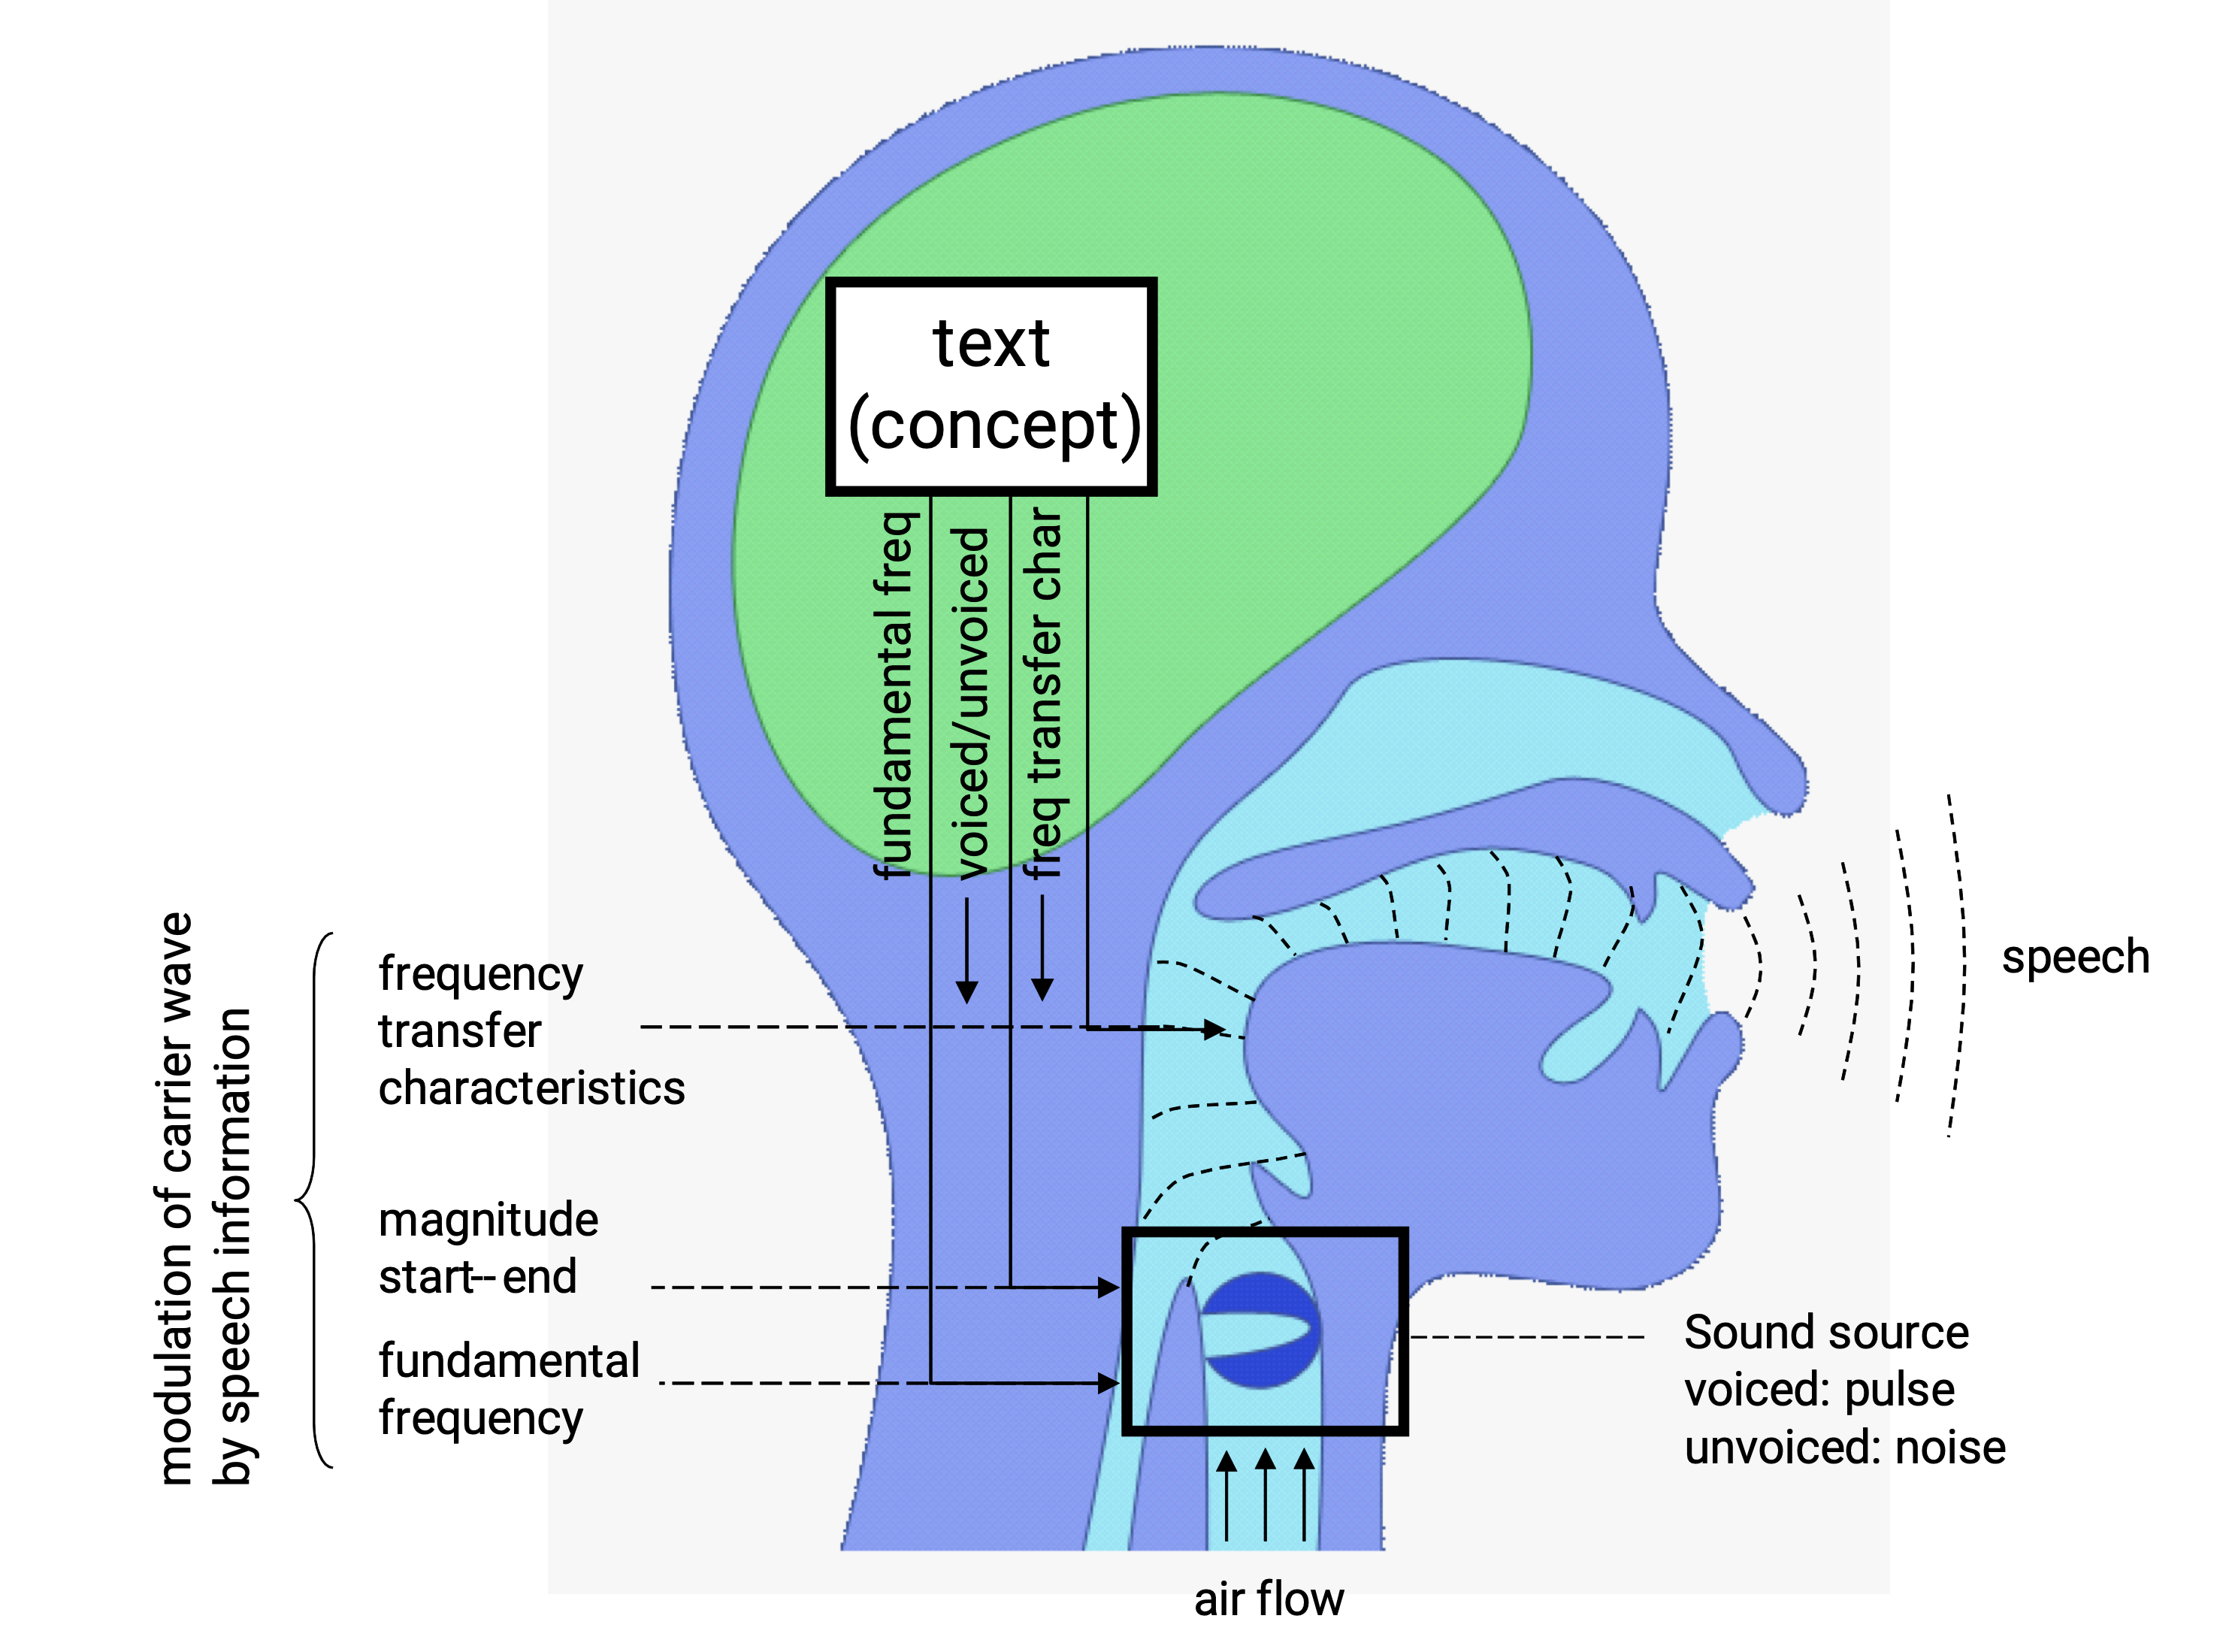 text
(concept)
fundamental freq
voiced/unvoiced
freq transfer char
modulation of carrier wave
by speech information
frequency
transfer
characteristics
magnitude
start--end
fundamental
frequency
speech
Sound source
voiced: pulse
unvoiced: noise
air flow